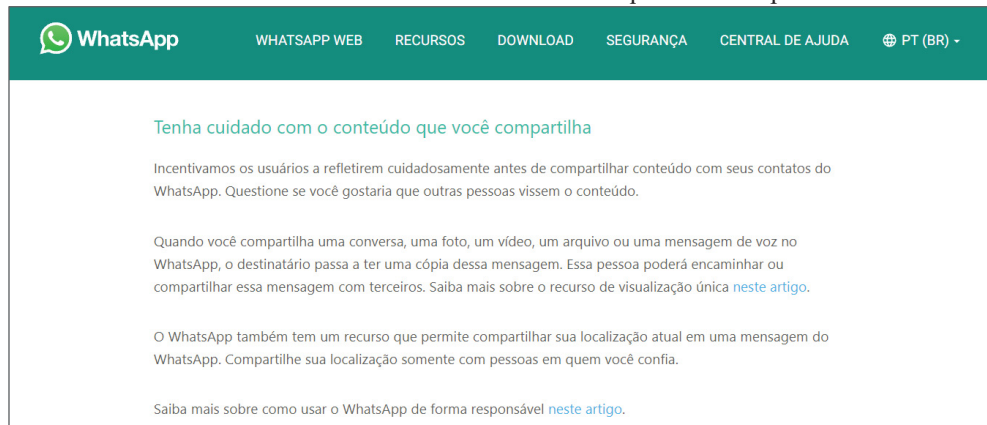 WhatsApp WHATSAPP WEB RECURSOS DOWNLOAD SEGURANÇA CENTRAL DE AJUDA PT (BR)
Tenha cuidado com o conteúdo que você compartilha
Incentivamos os usuários a refletirem cuidadosamente antes de compartilhar conteúdo com seus contatos do
WhatsApp. Questione se você gostaria que outras pessoas vissem o conteúdo.
Quando você compartilha uma conversa, uma foto, um vídeo, um arquivo ou uma mensagem de voz no
WhatsApp, o destinatário passa a ter uma cópia dessa mensagem. Essa pessoa poderá encaminhar ou
compartilhar essa mensagem com terceiros. Saiba mais sobre o recurso de visualização única neste artigo.
O WhatsApp também tem um recurso que permite compartilhar sua localização atual em uma mensagem do
WhatsApp. Compartilhe sua localização somente com pessoas em quem você confia.
Saiba mais sobre como usar o WhatsApp de forma responsável neste artigo.